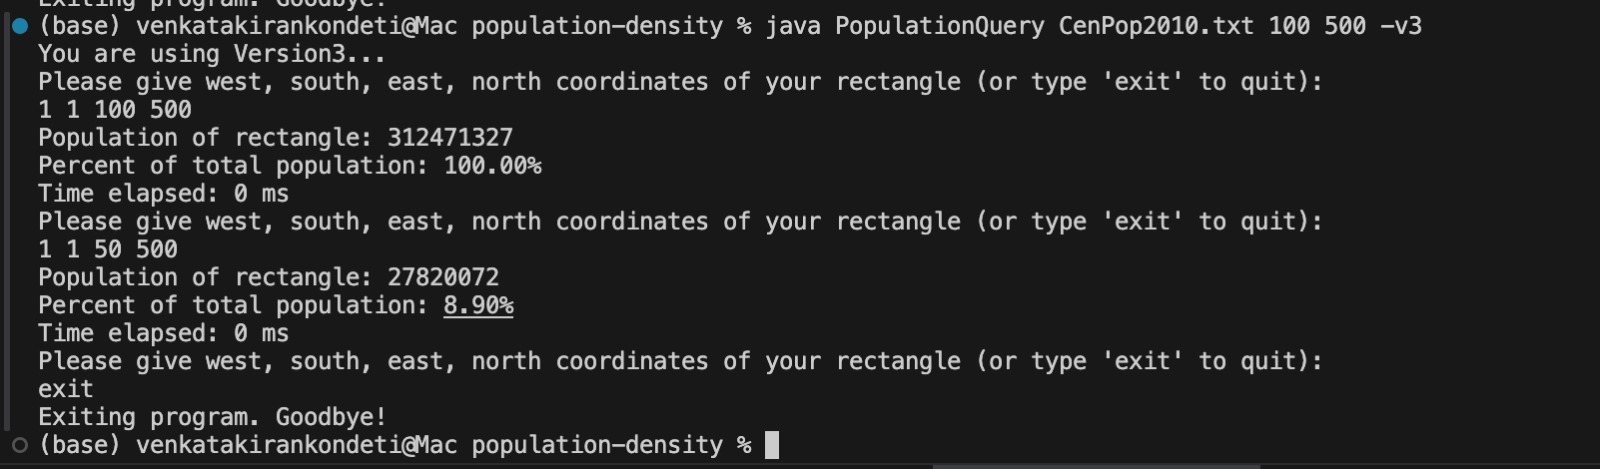 Exiting program. Goodbye!
(base) venkatakirankondeti@Mac population-density % java PopulationQuery CenPop2010.txt 100 500 -v3
You are using Version3...
Please give west, south, east, north coordinates of your rectangle (or type 'exit' to quit):
1 1 100 500
Population of rectangle: 312471327
Percent of total population: 100.00%
Time elapsed: 0 ms
Please give west, south, east, north coordinates of your rectangle (or type 'exit' to quit):
1 1 50 500
Population of rectangle: 27820072
Percent of total population: 8.90%
Time elapsed: 0 ms
Please give west, south, east, north coordinates of your rectangle (or type 'exit' to quit):
exit
Exiting program. Goodbye!
(base) venkatakirankondeti@Mac population-density %